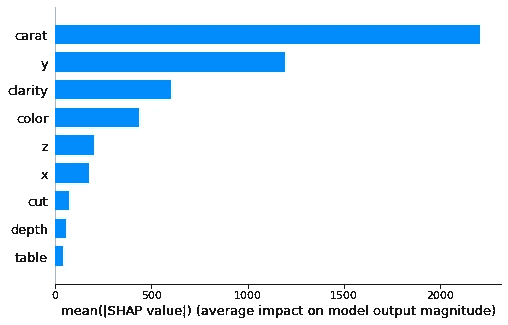 carat
y
clarity
color
z
x
cut
depth
table
0 500 1000 1500 2000
mean(|SHAP value|) (average impact on model output magnitude)